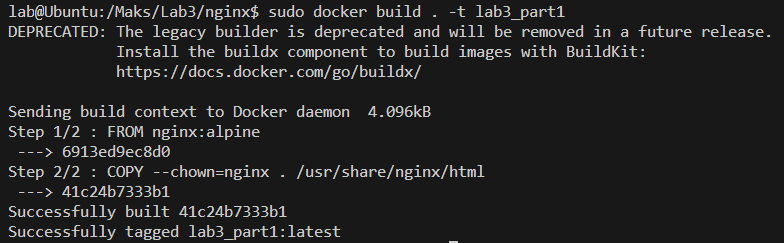 lab@Ubuntu:/Maks/Lab3/nginx$ sudo docker build . -t lab3_part1
DEPRECATED: The legacy builder is deprecated and will be removed in a future release.
            Install the buildx component to build images with BuildKit:
            https://docs.docker.com/go/buildx/

Sending build context to Docker daemon  4.096kB
Step 1/2 : FROM nginx:alpine
 ---> 6913ed9ec8d0
Step 2/2 : COPY --chown=nginx . /usr/share/nginx/html
 ---> 41c24b7333b1
Successfully built 41c24b7333b1
Successfully tagged lab3_part1:latest